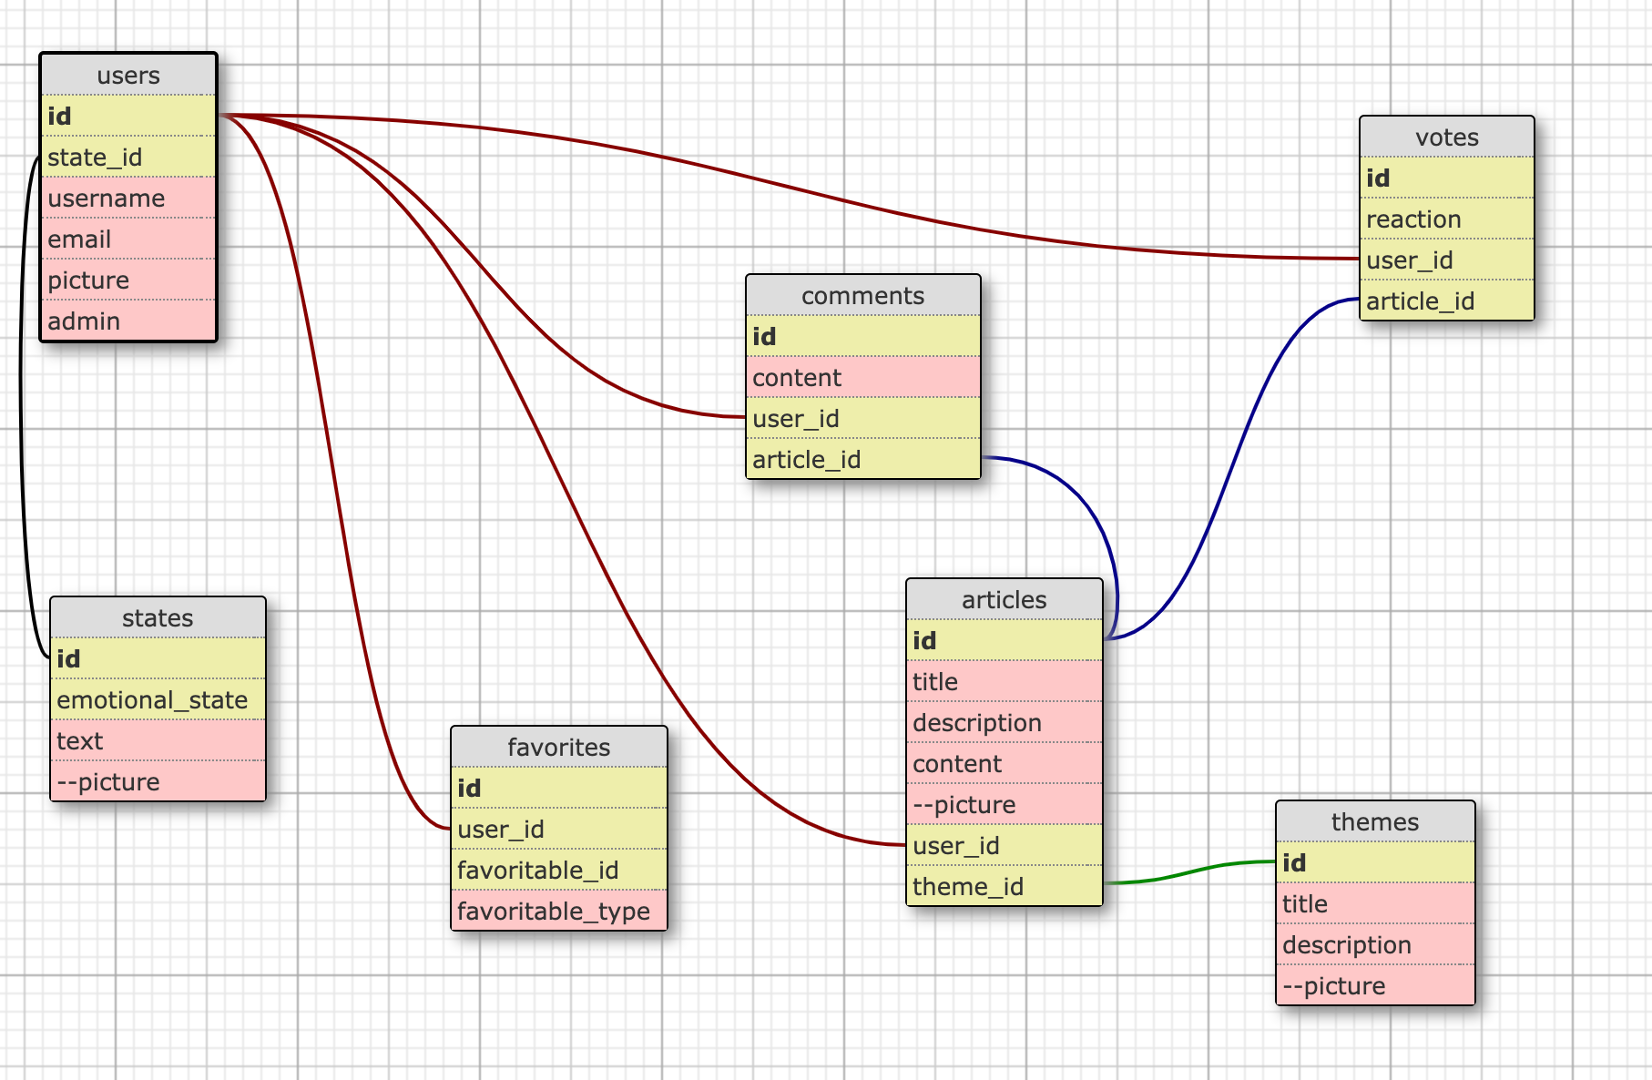 users
id
state_id
username
email
picture
admin
votes
id
reaction
user_id
article_id
comments
id
content
user_id
article_id
articles
id
title
description
content
--picture
user_id
theme_id
states
id
emotional_state
text
--picture
favorites
id
user_id
favoritable_id
favoritable_type
themes
id
title
description
--picture